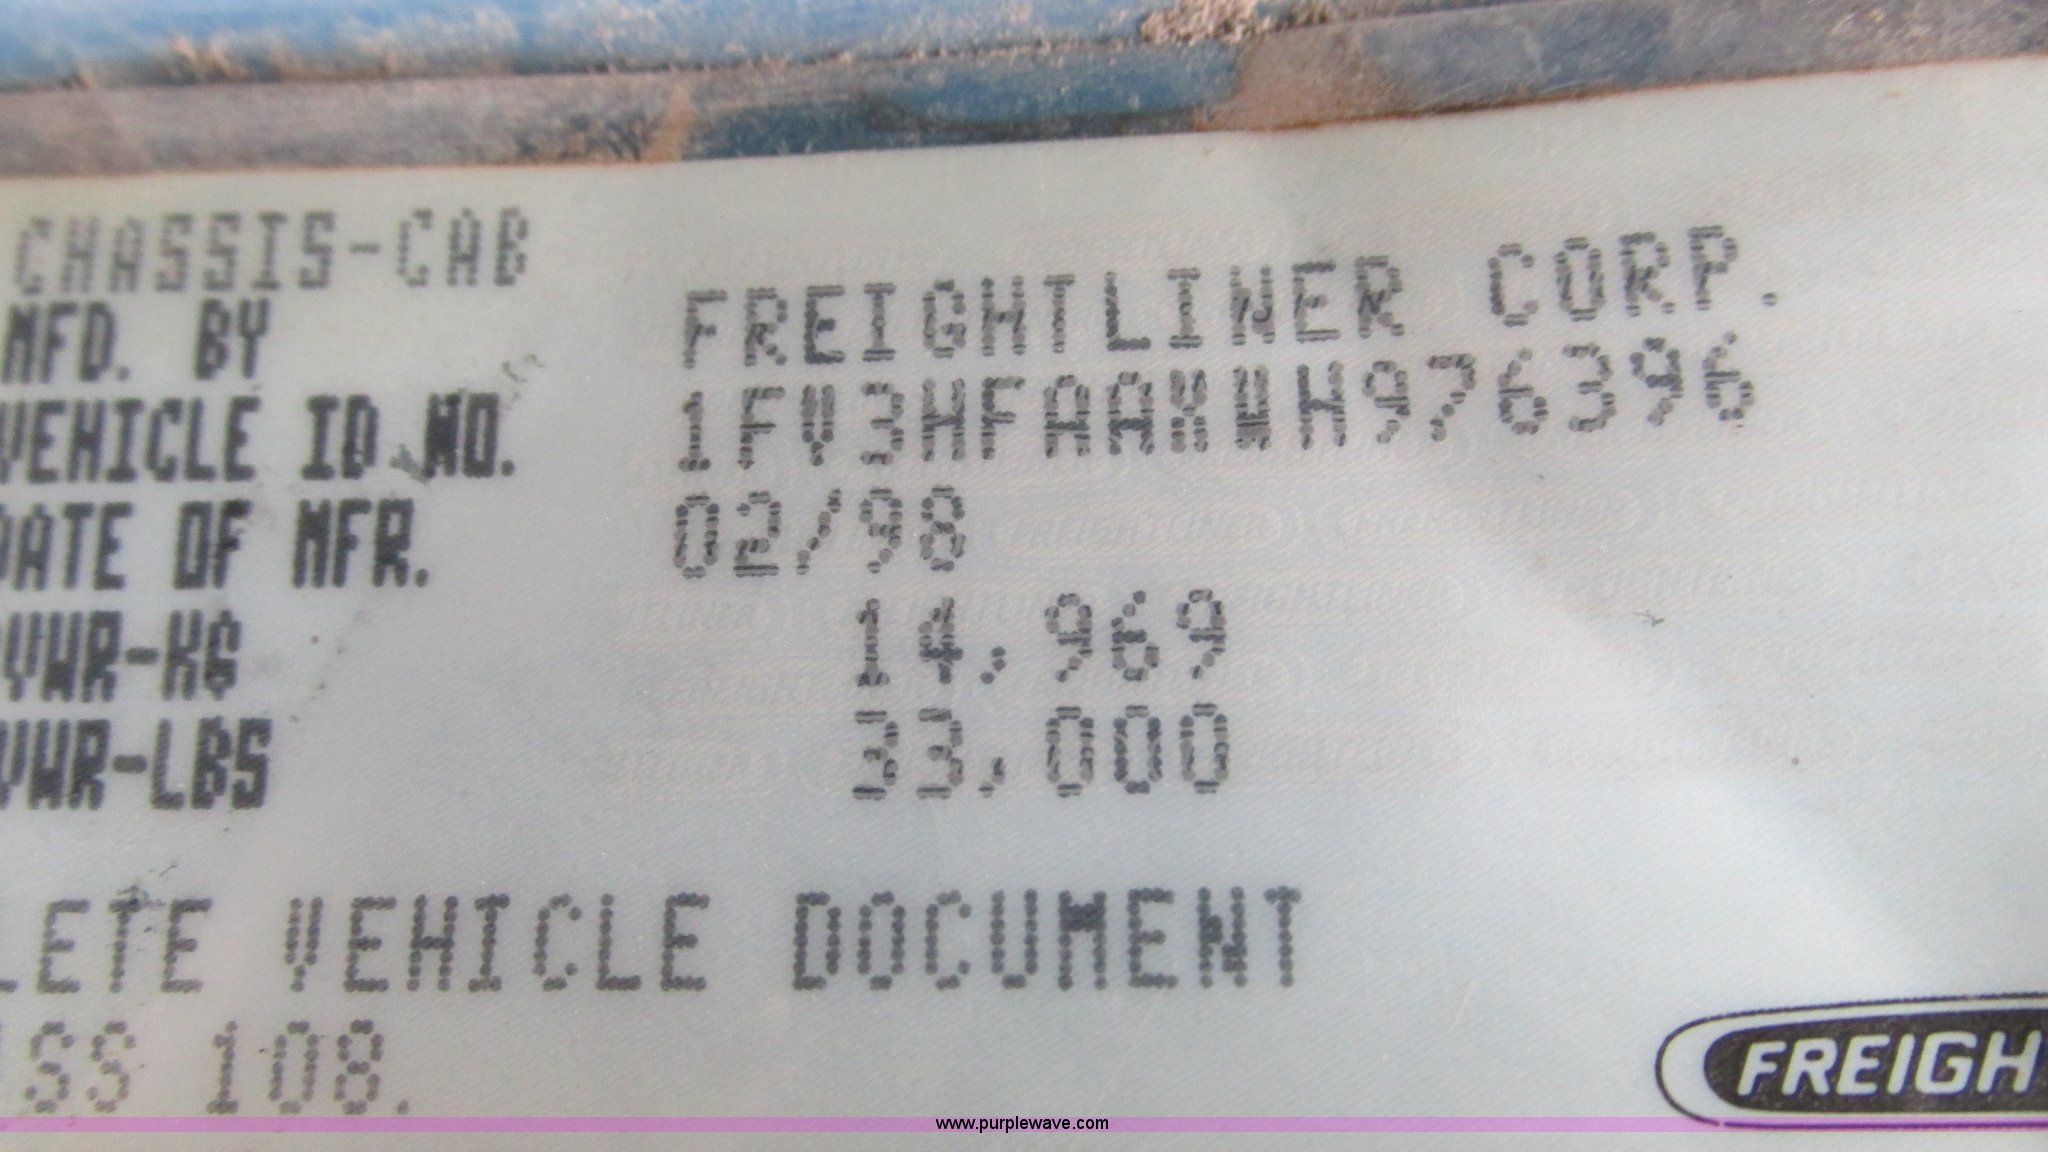 CHASSIS-CAB
MFD. BY FREIGHTLINER CORP.
VEHICLE ID NO. 1FV3HFAAXWH976396
DATE OF MFR. 02/98
VWR-KG 14,969
VWR-LBS 33,000
LETE VEHICLE DOCUMENT
SS 108.
FREIGH
www.purplewave.com